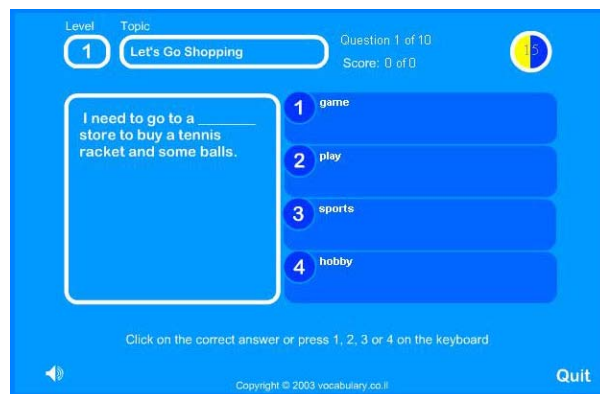 Level Topic
1 Let's Go Shopping
Question 1 of 10
Score: 0 of 0
15
I need to go to a ________
store to buy a tennis
racket and some balls.
1 game
2 play
3 sports
4 hobby
Click on the correct answer or press 1, 2, 3 or 4 on the keyboard
Quit
Copyright © 2003 vocabulary.co.il